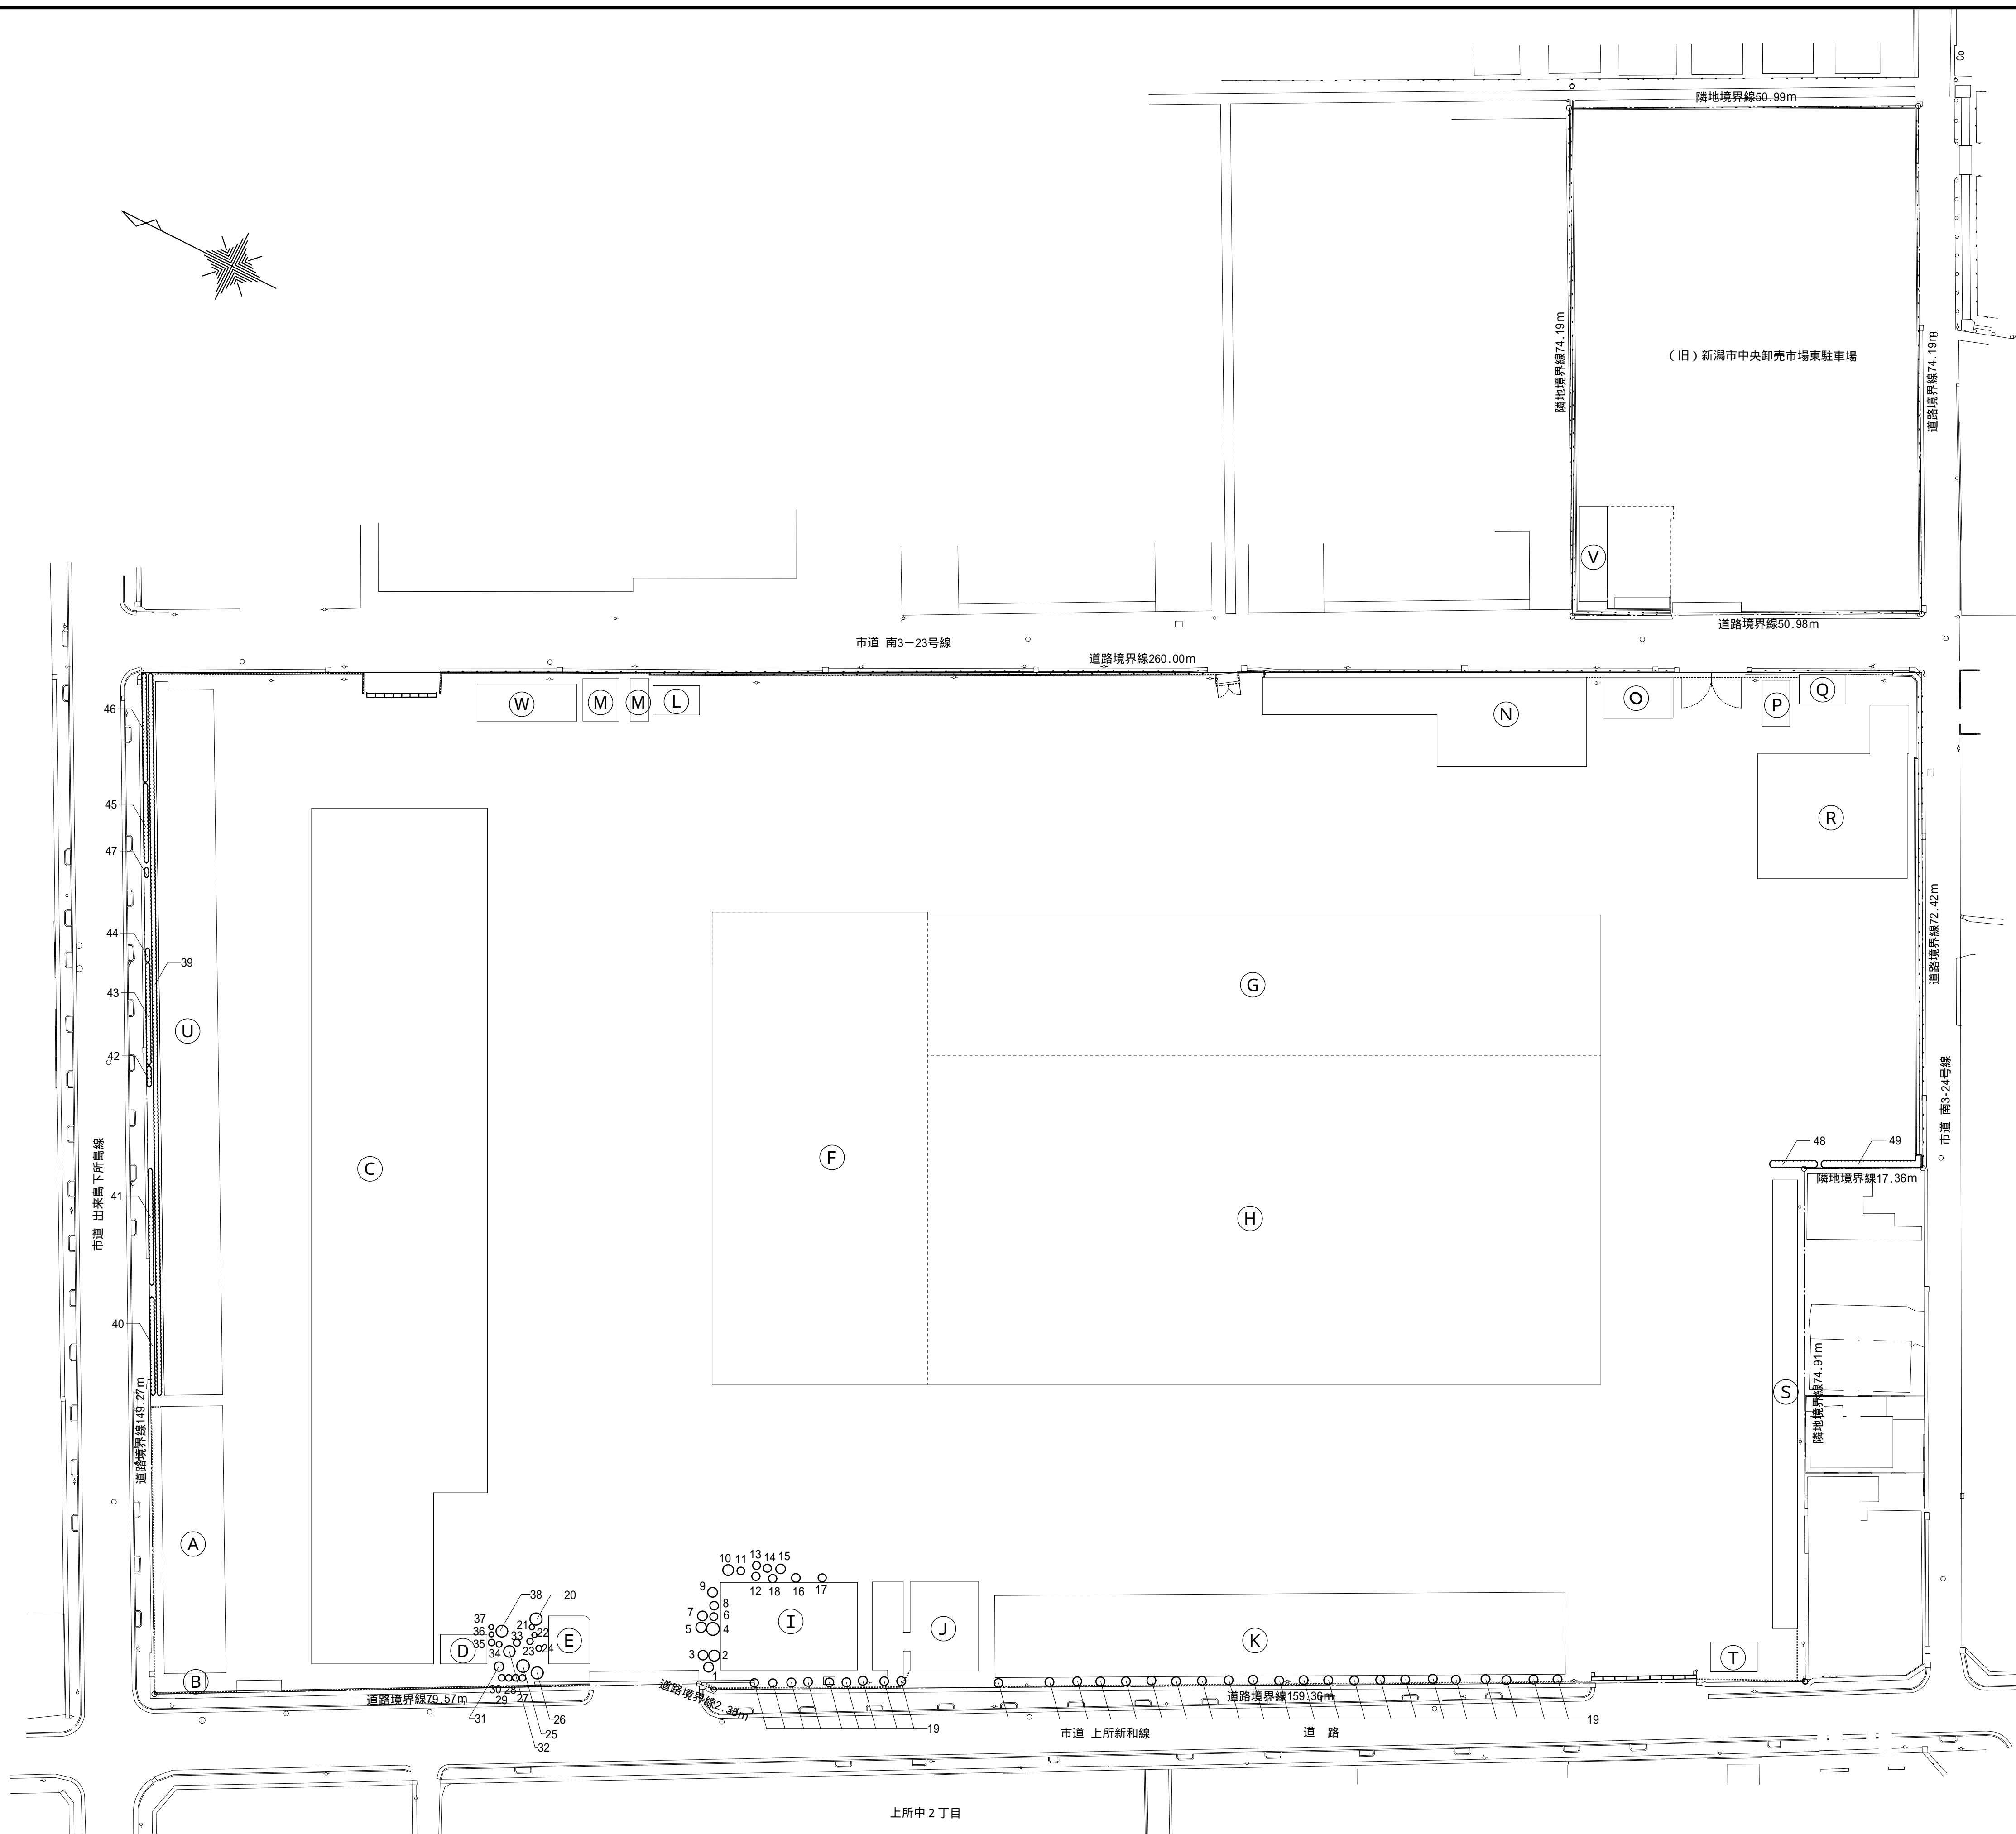 Co
隣地境界線50.99m
隣地境界線74.19m
(旧)新潟市中央卸売市場東駐車場
道路境界線74.19m
V
道路境界線50.98m
市道 南3ー23号線
道路境界線260.00m
46
W
M
M
L
N
O
P
Q
45
R
47
44
39
43
U
42
G
道路境界線72.42m
市道 南3-24号線
F
C
H
48
49
隣地境界線17.36m
市道 出来島下所島線
41
40
道路境界線149.27m
S
隣地境界線74.91m
A
10
11
13
14
15
12
18
16
17
9
8
7
6
5
4
3
2
1
I
J
K
T
38
20
37
36
35
34
33
21
22
23
24
D
E
B
30
28
29
27
31
26
25
32
道路境界線79.57m
道路境界線2.35m
道路境界線159.36m
19
19
市道 上所新和線
道 路
上所中2丁目